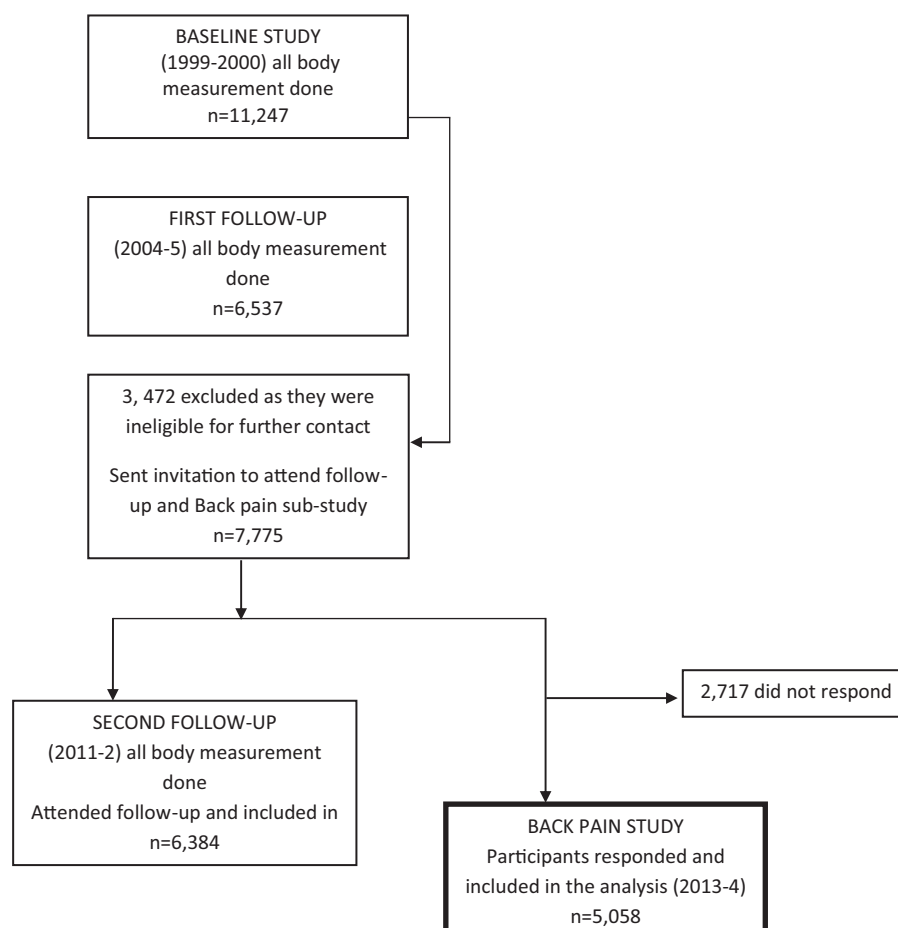 BASELINE STUDY
(1999-2000) all body
measurement done
n=11,247
FIRST FOLLOW-UP
(2004-5) all body measurement
done
n=6,537
3, 472 excluded as they were
ineligible for further contact
Sent invitation to attend follow-
up and Back pain sub-study
n=7,775
2,717 did not respond
SECOND FOLLOW-UP
(2011-2) all body measurement
done
Attended follow-up and included in
n=6,384
BACK PAIN STUDY
Participants responded and
included in the analysis (2013-4)
n=5,058